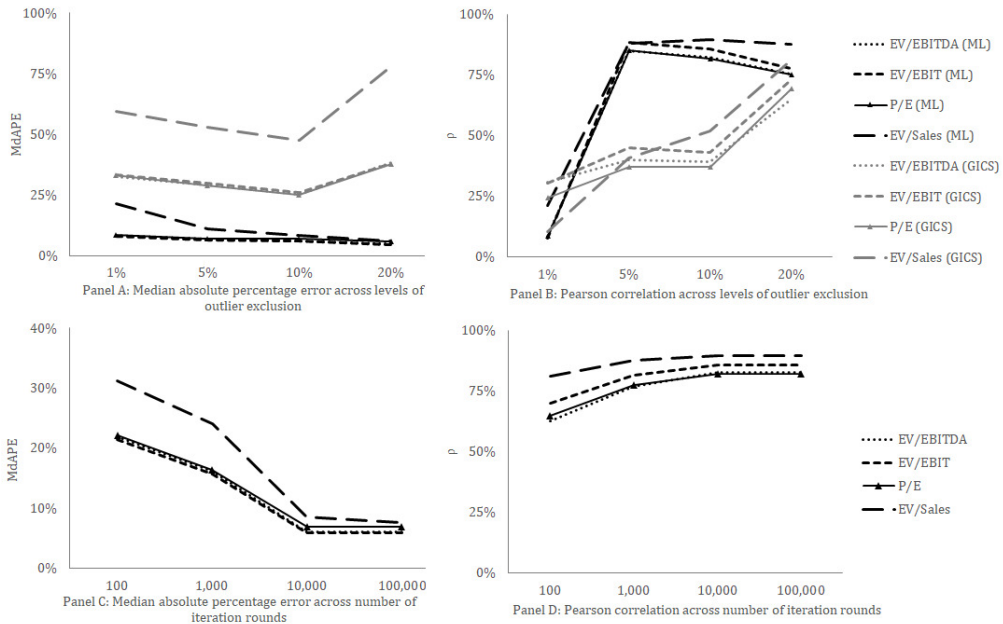 100%
75%
50%
25%
0%
MdAPE
1% 5% 10% 20%
Panel A: Median absolute percentage error across levels of
outlier exclusion
100%
75%
50%
25%
0%
ρ
1% 5% 10% 20%
Panel B: Pearson correlation across levels of outlier exclusion
EV/EBITDA (ML)
EV/EBIT (ML)
P/E (ML)
EV/Sales (ML)
EV/EBITDA (GICS)
EV/EBIT (GICS)
P/E (GICS)
EV/Sales (GICS)
40%
30%
20%
10%
0%
MdAPE
100 1,000 10,000 100,000
Panel C: Median absolute percentage error across number of
iteration rounds
100%
75%
50%
25%
0%
ρ
100 1,000 10,000 100,000
Panel D: Pearson correlation across number of iteration rounds
EV/EBITDA
EV/EBIT
P/E
EV/Sales